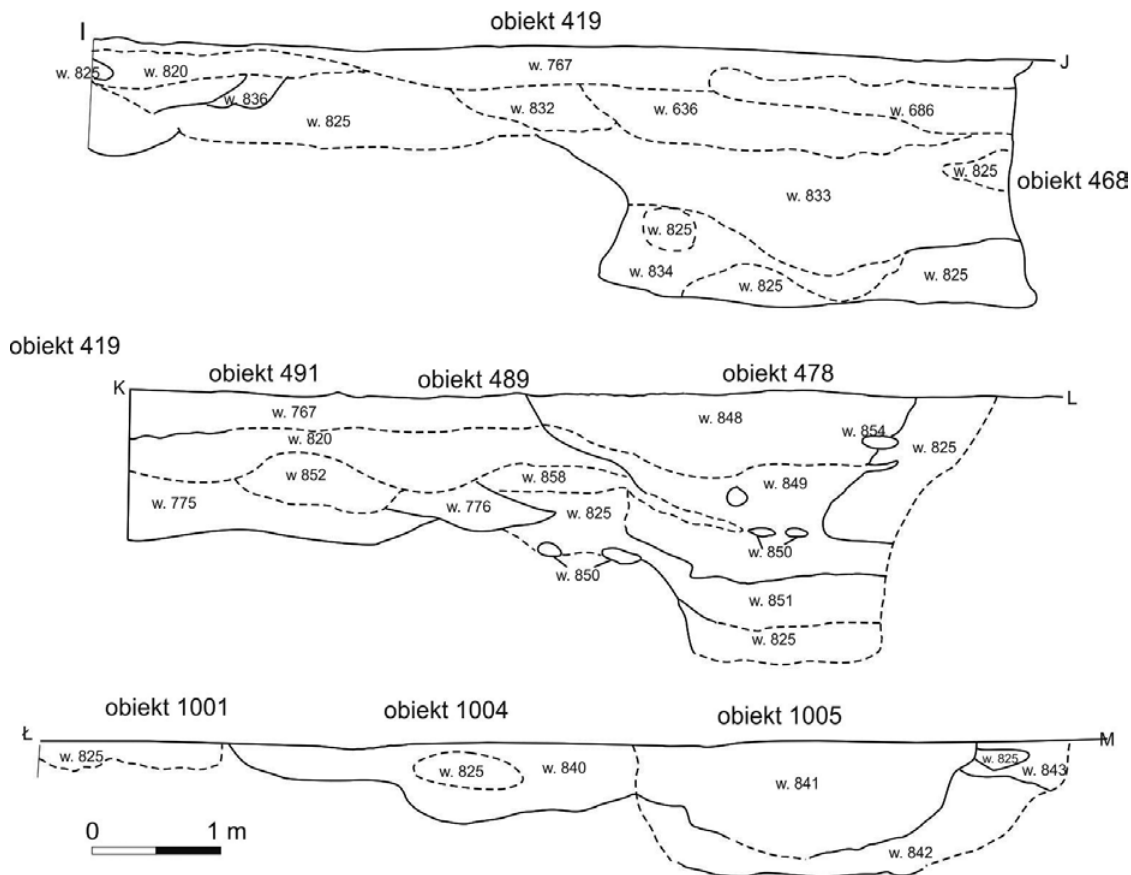 obiekt 419
I
J
w. 825
w. 820
w. 767
w. 836
w. 832
w. 636
w. 686
w. 825
w. 825
obiekt 468
w. 833
w. 825
w. 834
w. 825
w. 825
obiekt 419
obiekt 491
obiekt 489
obiekt 478
K
L
w. 767
w. 848
w. 854
w. 820
w. 825
w 852
w. 858
w. 849
w. 775
w. 776
w. 825
w. 850
w. 850
w. 851
w. 825
obiekt 1001
obiekt 1004
obiekt 1005
Ł
M
w. 825
w. 825
w. 840
w. 841
w. 825
w. 843
w. 842
0 1 m